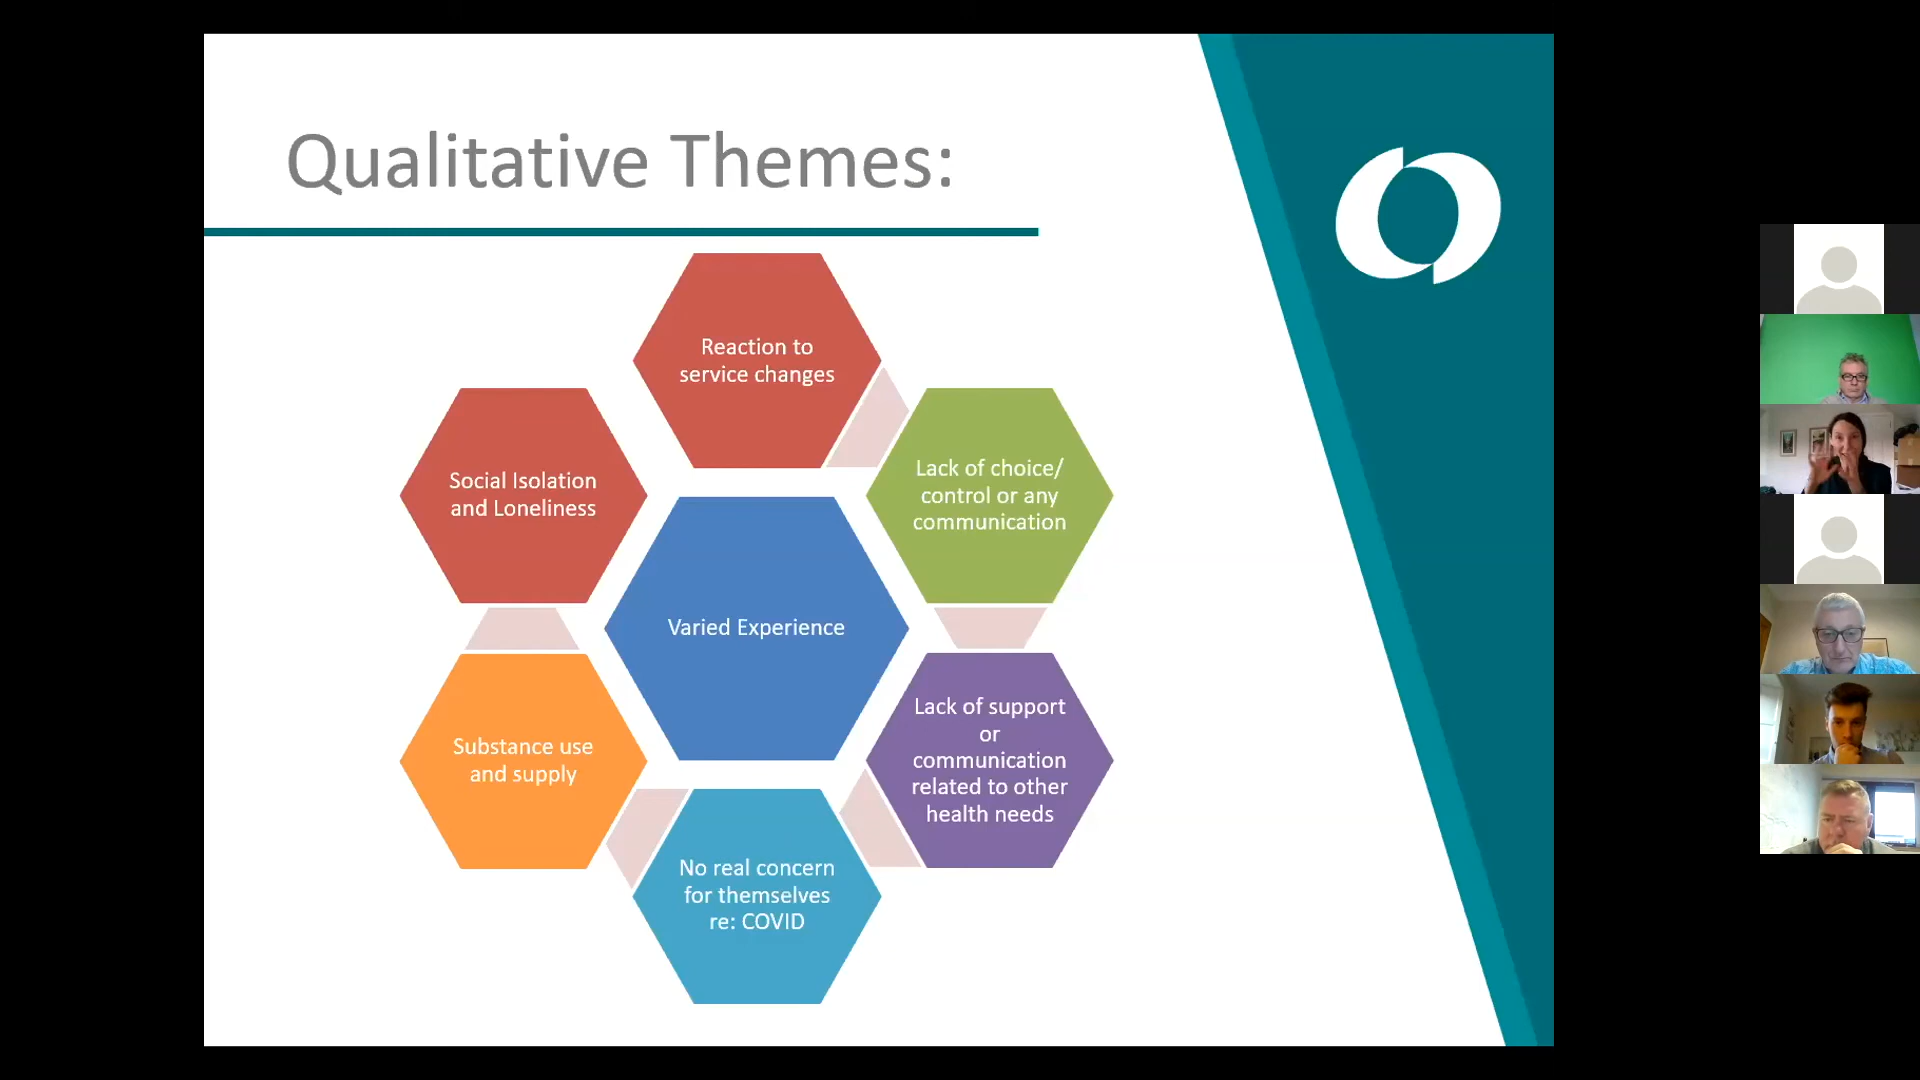 Qualitative Themes:
Reaction to
service changes
Lack of choice/
control or any
communication
Lack of support
or
communication
related to other
health needs
No real concern
for themselves
re: COVID
Substance use
and supply
Social Isolation
and Loneliness
Varied Experience